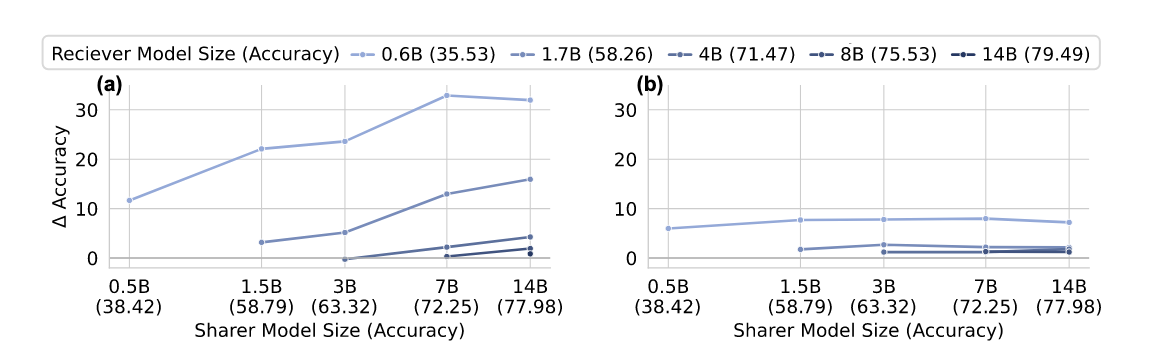 Reciever Model Size (Accuracy) 0.6B (35.53) 1.7B (58.26) 4B (71.47) 8B (75.53) 14B (79.49)
(a) (b)
30 30
20 20
10 10
0 0
Δ Accuracy
0.5B 1.5B 3B 7B 14B 0.5B 1.5B 3B 7B 14B
(38.42) (58.79) (63.32) (72.25) (77.98) (38.42) (58.79) (63.32) (72.25) (77.98)
Sharer Model Size (Accuracy) Sharer Model Size (Accuracy)